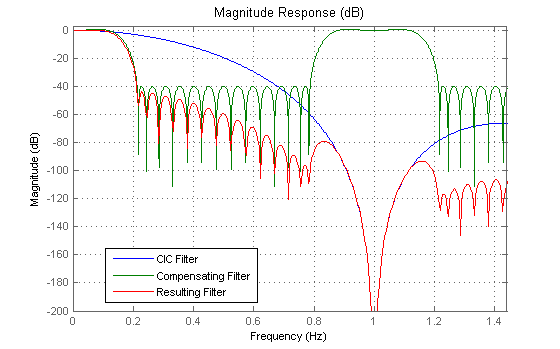 Magnitude Response (dB)
0
-20
-40
-60
-80
-100
-120
-140
-160
-180
-200
Magnitude (dB)
CIC Filter
Compensating Filter
Resulting Filter
0 0.2 0.4 0.6 0.8 1 1.2 1.4
Frequency (Hz)